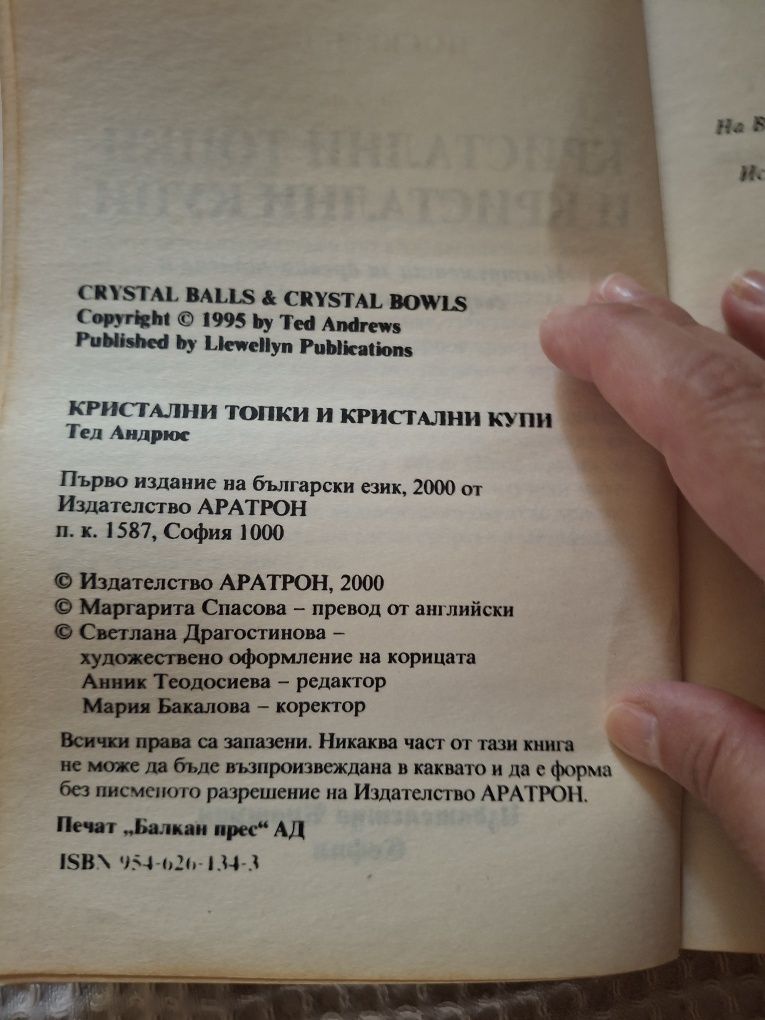 CRYSTAL BALLS & CRYSTAL BOWLS
Copyright © 1995 by Ted Andrews
Published by Llewellyn Publications
КРИСТАЛНИ ТОПКИ И КРИСТАЛНИ КУПИ
Тед Андрюс
Първо издание на български език, 2000 от
Издателство АРАТРОН
п. к. 1587, София 1000
© Издателство АРАТРОН, 2000
© Маргарита Спасова – превод от английски
© Светлана Драгостинова –
художествено оформление на корицата
Анник Теодосиева – редактор
Мария Бакалова – коректор
Всички права са запазени. Никаква част от тази книга
не може да бъде възпроизвеждана в каквато и да е форма
без писменото разрешение на Издателство АРАТРОН.
Печат „Балкан прес“ АД
ISBN 954-626-134-3
На